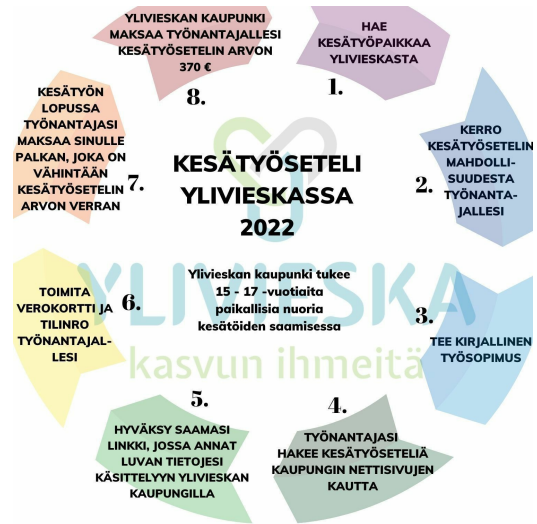 KESÄTYÖSETELI
YLIVIESKASSA
2022
Ylivieskan kaupunki tukee
15 - 17 -vuotiaita
paikallisia nuoria
kesätöiden saamisessa
YLIVIESKA
kasvun ihmeitä
1.
HAE
KESÄTYÖPAIKKAA
YLIVIESKASTA
2.
KERRO
KESÄTYÖSETELIN
MAHDOLLI-
SUUDESTA
TYÖNANTA-
JALLESI
3.
TEE KIRJALLINEN
TYÖSOPIMUS
4.
TYÖNANTAJASI
HAKEE KESÄTYÖSETELIÄ
KAUPUNGIN NETTISIVUJEN
KAUTTA
5.
HYVÄKSY SAAMASI
LINKKI, JOSSA ANNAT
LUVAN TIETOJESI
KÄSITTELYYN YLIVIESKAN
KAUPUNGILLA
6.
TOIMITA
VEROKORTTI JA
TILINRO
TYÖNANTAJAL-
LESI
7.
KESÄTYÖN
LOPUSSA
TYÖNANTAJASI
MAKSAA SINULLE
PALKAN, JOKA ON
VÄHINTÄÄN
KESÄTYÖSETELIN
ARVON VERRAN
8.
YLIVIESKAN KAUPUNKI
MAKSAA TYÖNANTAJALLESI
KESÄTYÖSETELIN ARVON
370 €